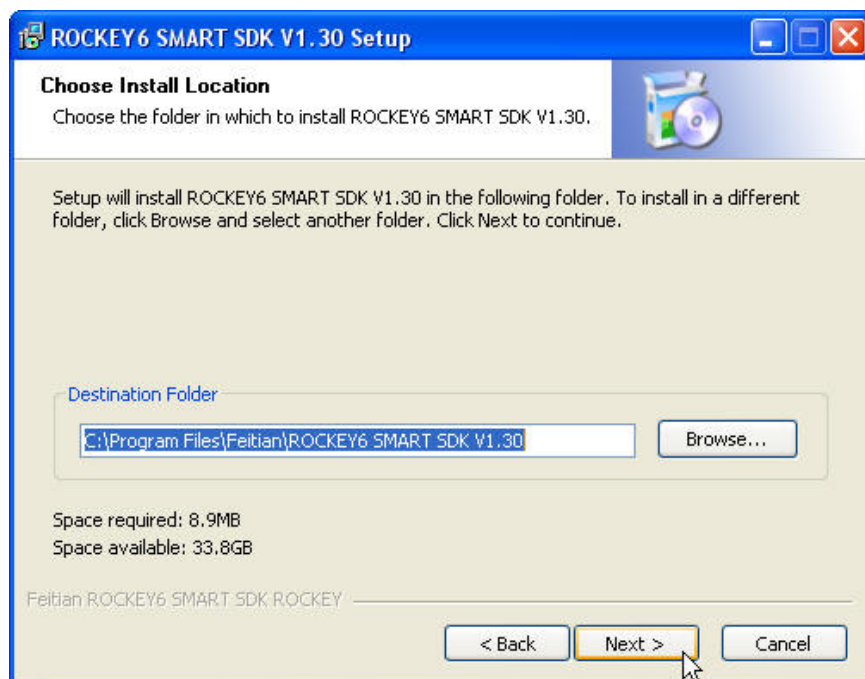 ROCKEY6 SMART SDK V1.30 Setup
Choose Install Location
Choose the folder in which to install ROCKEY6 SMART SDK V1.30.
Setup will install ROCKEY6 SMART SDK V1.30 in the following folder. To install in a different
folder, click Browse and select another folder. Click Next to continue.
Destination Folder
C:\Program Files\Feitian\ROCKEY6 SMART SDK V1.30
Browse...
Space required: 8.9MB
Space available: 33.8GB
Feitian ROCKEY6 SMART SDK ROCKEY
< Back Next > Cancel